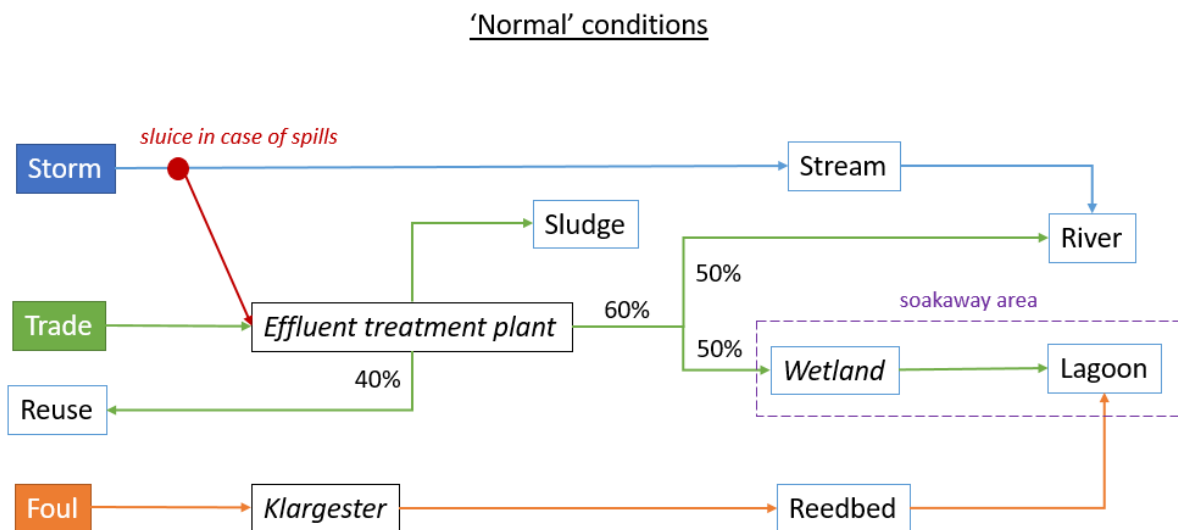 ‘Normal’ conditions
sluice in case of spills
Storm
Stream
Sludge
River
50%
soakaway area
Trade
Effluent treatment plant
60%
50%
Wetland
Lagoon
40%
Reuse
Foul
Klargester
Reedbed